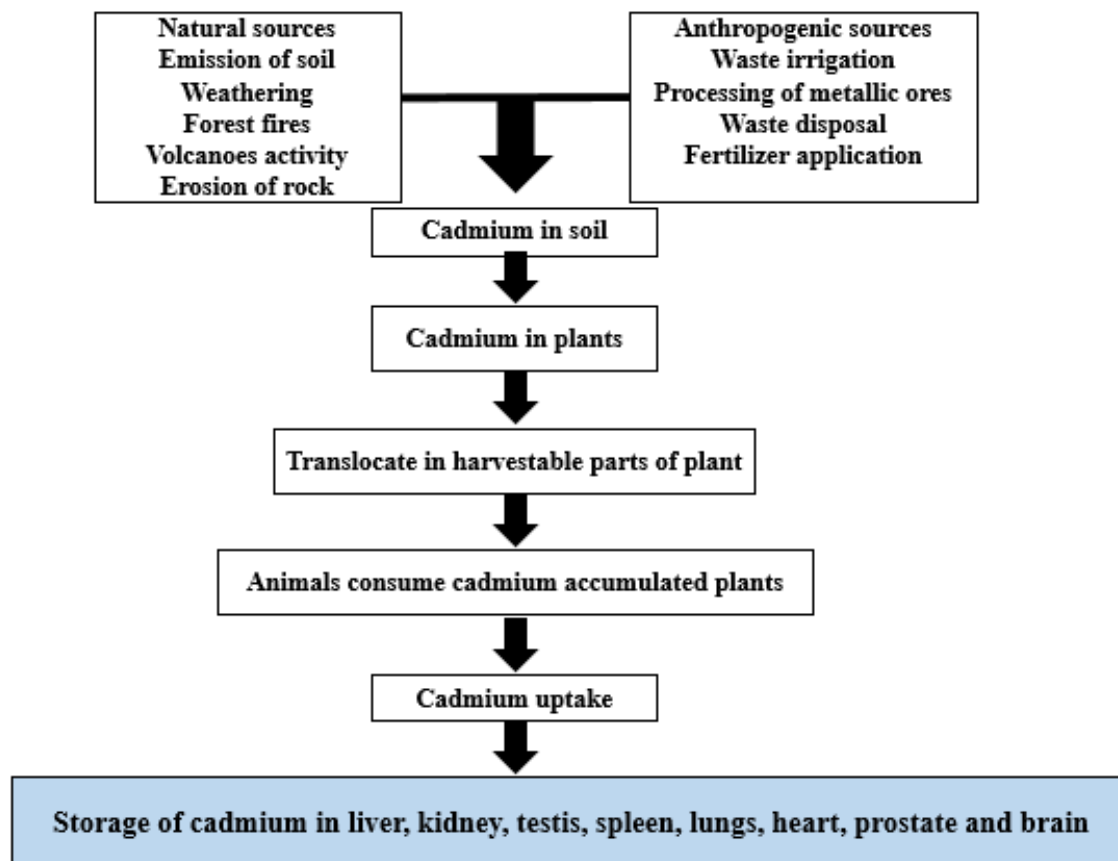 Natural sources
Emission of soil
Weathering
Forest fires
Volcanoes activity
Erosion of rock
Anthropogenic sources
Waste irrigation
Processing of metallic ores
Waste disposal
Fertilizer application
Cadmium in soil
Cadmium in plants
Translocate in harvestable parts of plant
Animals consume cadmium accumulated plants
Cadmium uptake
Storage of cadmium in liver, kidney, testis, spleen, lungs, heart, prostate and brain